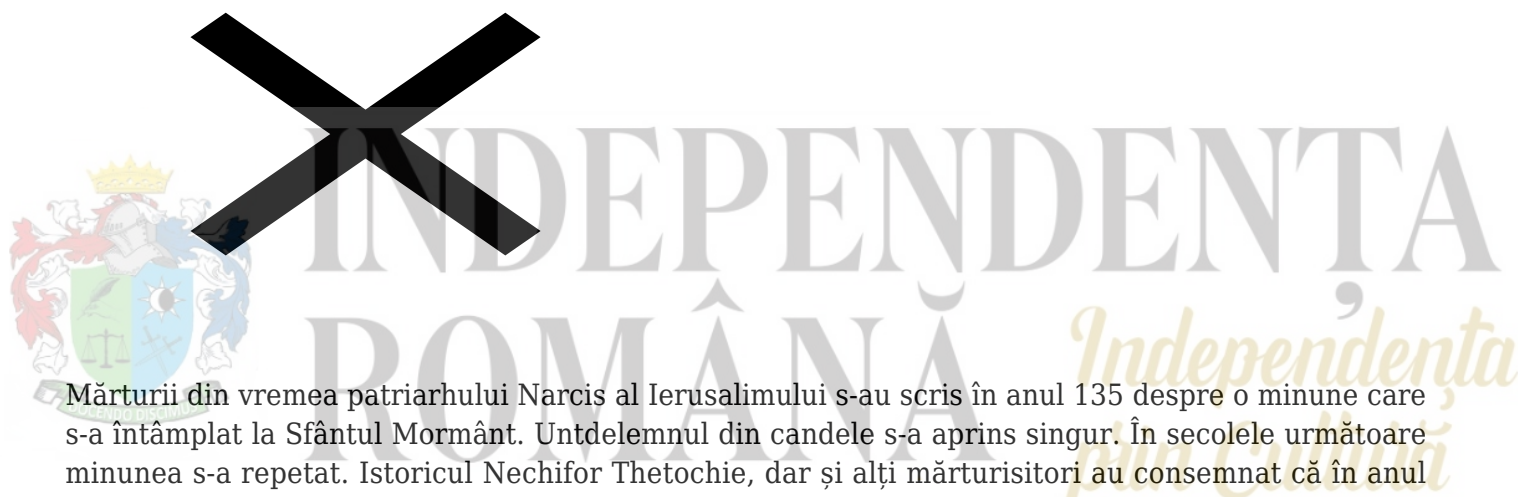 INDEPENDENȚA
ROMÂNĂ
Independența
prin Cultură
DOCENDO DISCIMUS
Mărturii din vremea patriarhului Narcis al Ierusalimului s-au scris în anul 135 despre o minune care
s-a întâmplat la Sfântul Mormânt. Untdelemnul din candele s-a aprins singur. În secolele următoare
minunea s-a repetat. Istoricul Nechifor Thetochie, dar și alți mărturisitori au consemnat că în anul